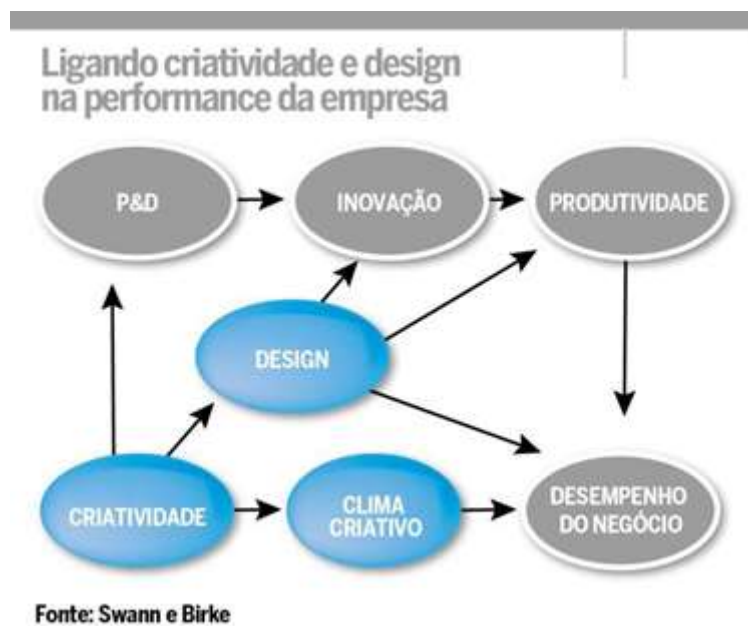 Ligando criatividade e design
na performance da empresa
P&D
INOVAÇÃO
PRODUTIVIDADE
DESIGN
CRIATIVIDADE
CLIMA
CRIATIVO
DESEMPENHO
DO NEGÓCIO
Fonte: Swann e Birke